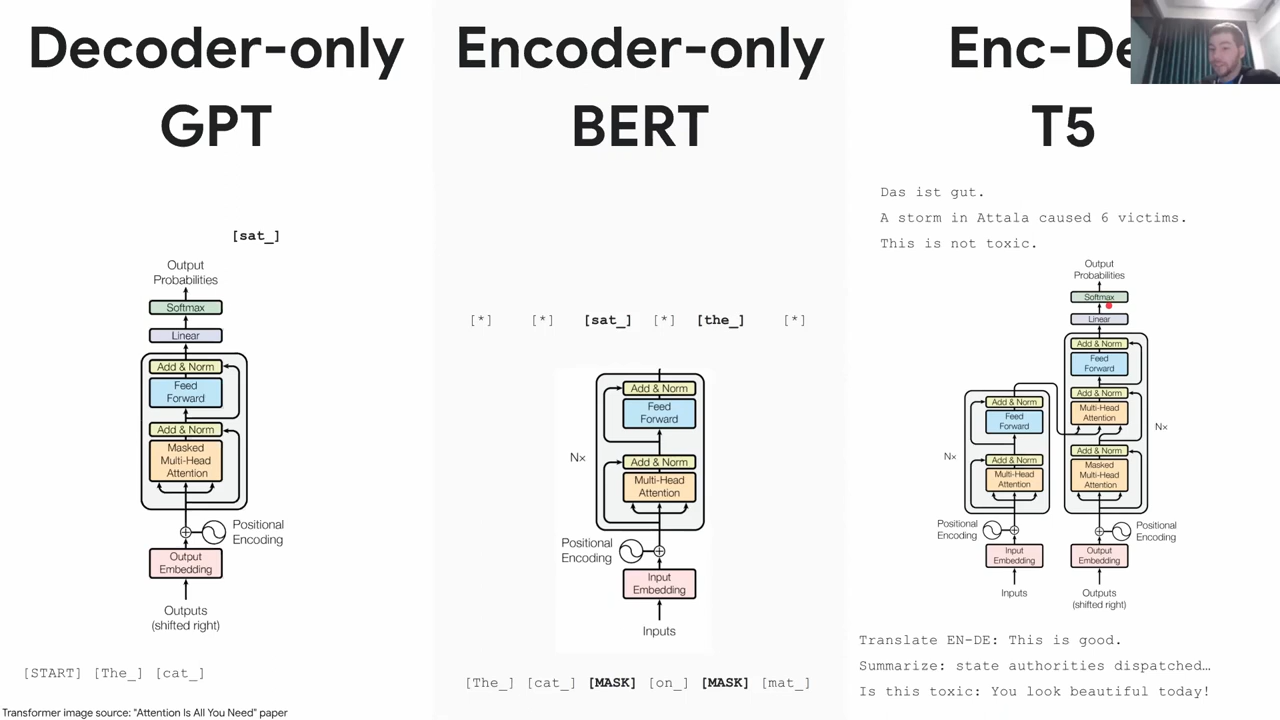 Decoder-only
GPT
[sat_]
Output
Probabilities
Softmax
Linear
Add & Norm
Feed
Forward
Add & Norm
Masked
Multi-Head
Attention
Positional
Encoding
Output
Embedding
Outputs
(shifted right)
[START] [The_] [cat_]
Transformer image source: "Attention Is All You Need" paper
Encoder-only
BERT
[*] [*] [sat_] [*] [the_] [*]
Add & Norm
Feed
Forward
N×
Add & Norm
Multi-Head
Attention
Positional
Encoding
Input
Embedding
Inputs
[The_] [cat_] [MASK] [on_] [MASK] [mat_]
Enc-De
T5
Das ist gut.
A storm in Attala caused 6 victims.
This is not toxic.
Output
Probabilities
Softmax
Linear
Add & Norm
Feed
Forward
Add & Norm
Multi-Head
Attention
N×
Add & Norm
Masked
Multi-Head
Attention
Positional
Encoding
Output
Embedding
Outputs
(shifted right)
Add & Norm
Feed
Forward
N×
Add & Norm
Multi-Head
Attention
Positional
Encoding
Input
Embedding
Inputs
Translate EN-DE: This is good.
Summarize: state authorities dispatched…
Is this toxic: You look beautiful today!